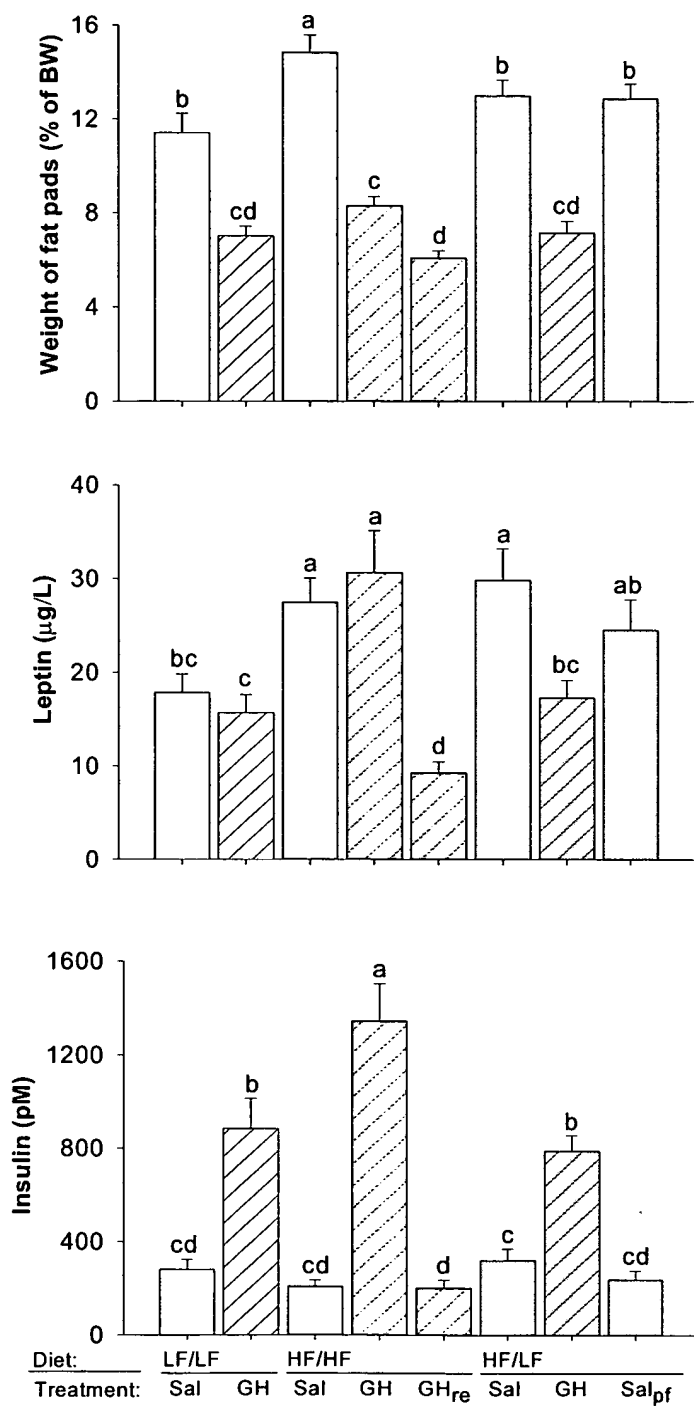 16
12
8
4
0
Weight of fat pads (% of BW)
b
cd
a
c
d
b
cd
b
40
30
20
10
0
Leptin (µg/L)
bc
c
a
a
d
a
bc
ab
1600
1200
800
400
0
Insulin (pM)
cd
b
cd
a
d
c
b
cd
Diet: LF/LF HF/HF HF/LF
Treatment: Sal GH Sal GH GHre Sal GH Salpf